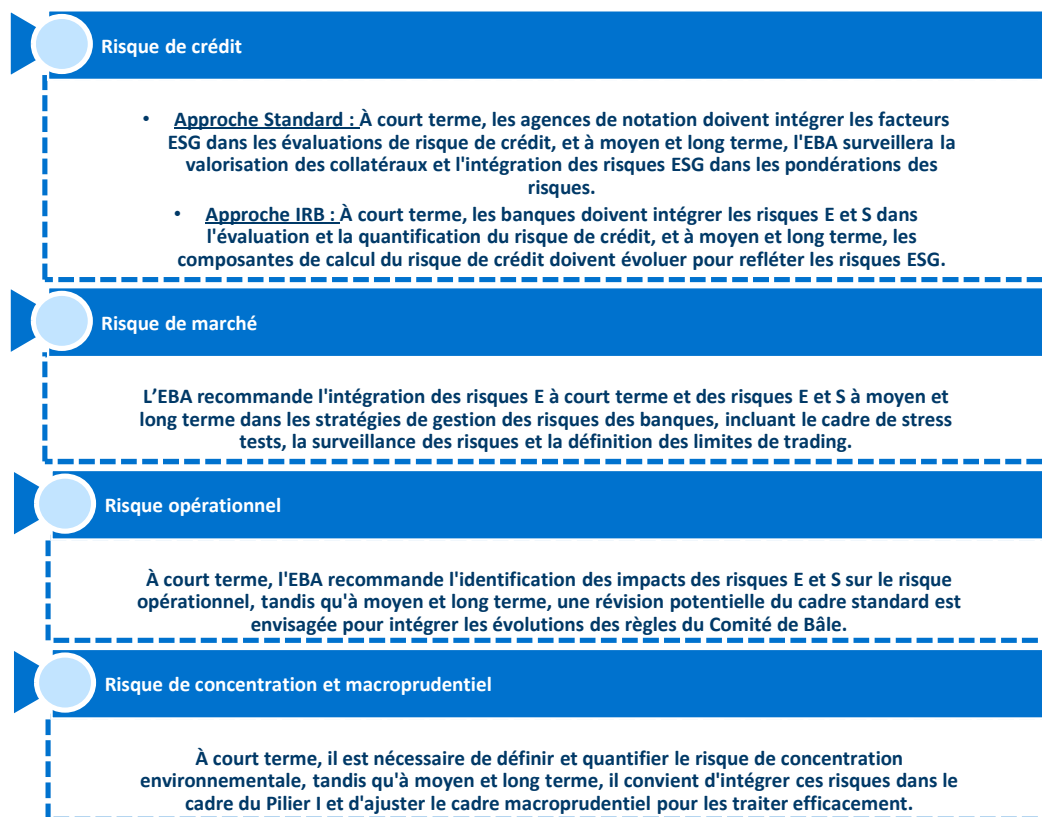 Risque de crédit
• Approche Standard : À court terme, les agences de notation doivent intégrer les facteurs
ESG dans les évaluations de risque de crédit, et à moyen et long terme, l'EBA surveillera la
valorisation des collatéraux et l'intégration des risques ESG dans les pondérations des
risques.
• Approche IRB : À court terme, les banques doivent intégrer les risques E et S dans
l'évaluation et la quantification du risque de crédit, et à moyen et long terme, les
composantes de calcul du risque de crédit doivent évoluer pour refléter les risques ESG.
Risque de marché
L’EBA recommande l'intégration des risques E à court terme et des risques E et S à moyen et
long terme dans les stratégies de gestion des risques des banques, incluant le cadre de stress
tests, la surveillance des risques et la définition des limites de trading.
Risque opérationnel
À court terme, l'EBA recommande l'identification des impacts des risques E et S sur le risque
opérationnel, tandis qu'à moyen et long terme, une révision potentielle du cadre standard est
envisagée pour intégrer les évolutions des règles du Comité de Bâle.
Risque de concentration et macroprudentiel
À court terme, il est nécessaire de définir et quantifier le risque de concentration
environnementale, tandis qu'à moyen et long terme, il convient d'intégrer ces risques dans le
cadre du Pilier I et d'ajuster le cadre macroprudentiel pour les traiter efficacement.